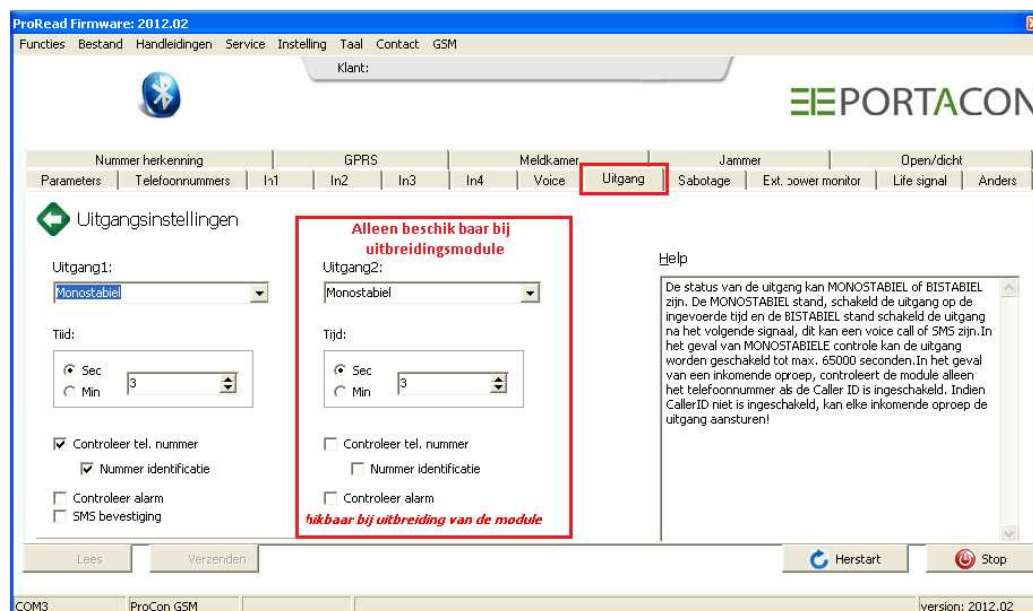 ProRead Firmware: 2012.02
Functies Bestand Handleidingen Service Instelling Taal Contact GSM
Klant:
PORTACON
Nummer herkenning GPRS Meldkamer Jammer Open/dicht
Parameters Telefoonnummers In1 In2 In3 In4 Voice Uitgang Sabotage Ext. power monitor Life signal Anders
Uitgangsinstellingen
Alleen beschik baar bij
uitbreidingsmodule
Uitgang1:
Monostabiel
Tijd:
Sec
Min
3
Controleer tel. nummer
Nummer identificatie
Controleer alarm
SMS bevestiging
Uitgang2:
Monostabiel
Tijd:
Sec
Min
3
Controleer tel. nummer
Nummer identificatie
Controleer alarm
hikbaar bij uitbreiding van de module
Help
De status van de uitgang kan MONOSTABIEL of BISTABIEL
zijn. De MONOSTABIEL stand, schakeld de uitgang op de
ingevoerde tijd en de BISTABIEL stand schakeld de uitgang
na het volgende signaal, dit kan een voice call of SMS zijn.In
het geval van MONOSTABIELE controle kan de uitgang
worden geschakeld tot max. 65000 seconden.In het geval
van een inkomende oproep, controleert de module alleen
het telefoonnummer als de Caller ID is ingeschakeld. Indien
CallerID niet is ingeschakeld, kan elke inkomende oproep de
uitgang aansturen!
Lees Verzenden Herstart Stop
COM3 ProCon GSM version: 2012.02